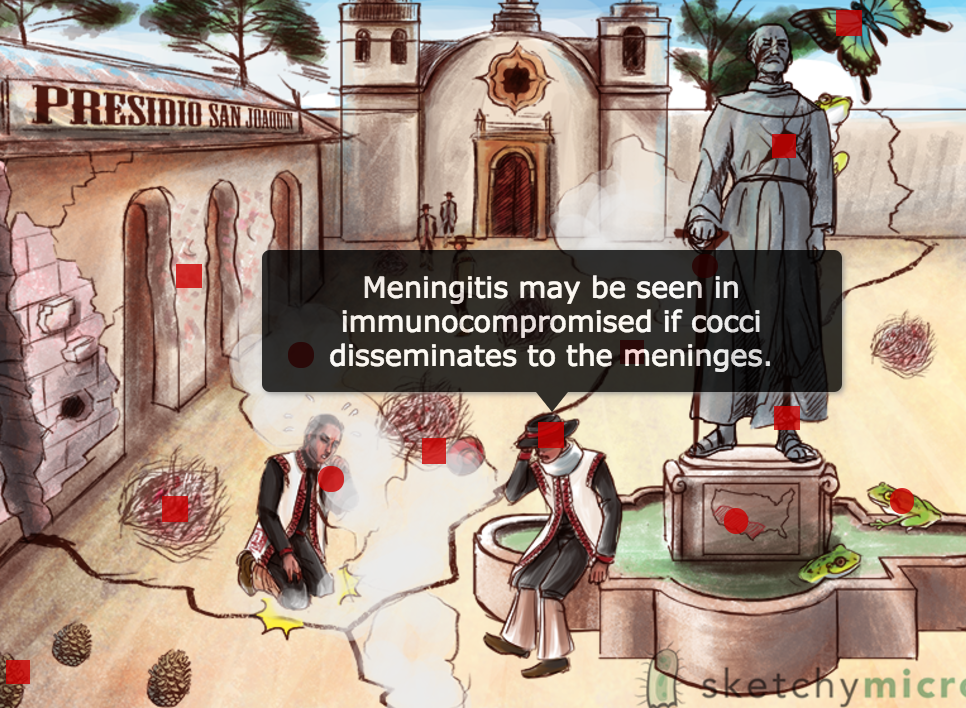 PRESIDIO SAN JOAQUIN
Meningitis may be seen in
immunocompromised if cocci
disseminates to the meninges.
sketchymicro